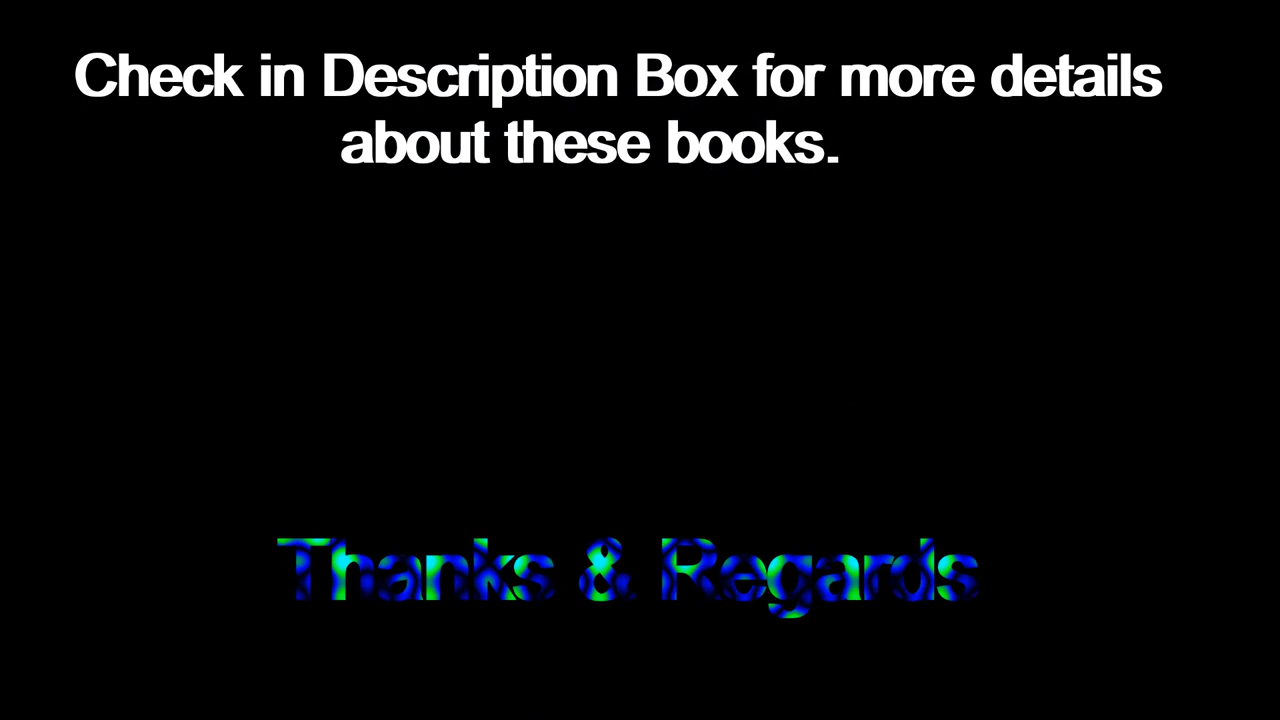 Check in Description Box for more details
about these books.
Thanks & Regards